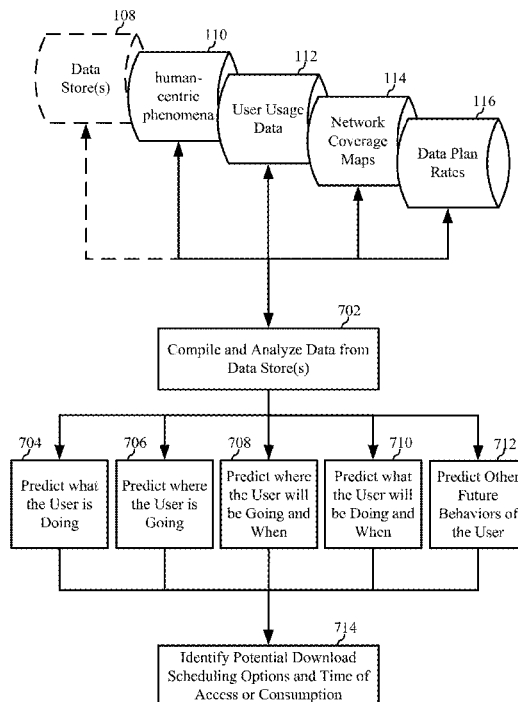 108
Data
Store(s)
110
human-
centric
phenomena
112
User Usage
Data
114
Network
Coverage
Maps
116
Data Plan
Rates
702
Compile and Analyze Data from
Data Store(s)
704
Predict what
the User is
Doing
706
Predict where
the User is
Going
708
Predict where
the User will
be Going and
When
710
Predict what
the User will
be Doing and
When
712
Predict Other
Future
Behaviors of
the User
714
Identify Potential Download
Scheduling Options and Time of
Access or Consumption